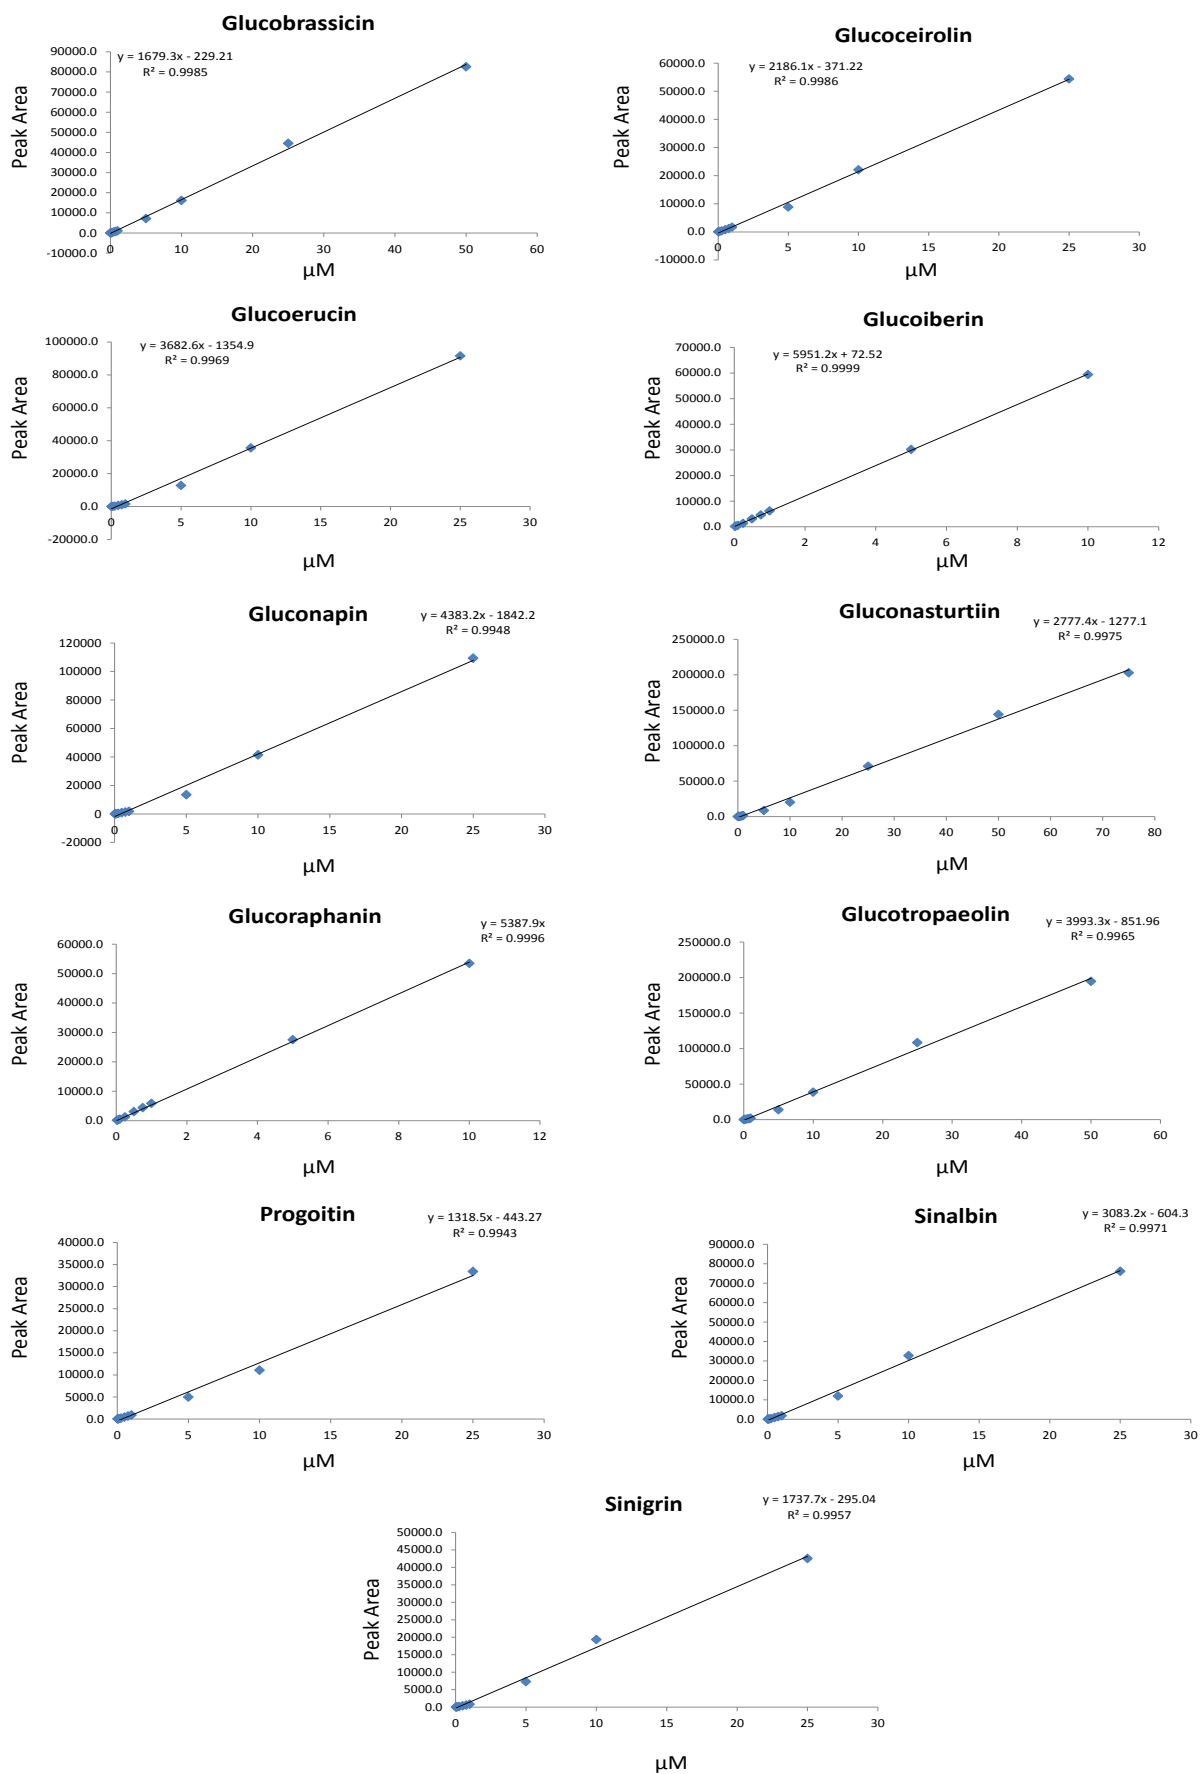 Glucobrassicin
y = 1679.3x - 229.21
R² = 0.9985
Peak Area
90000.0
80000.0
70000.0
60000.0
50000.0
40000.0
30000.0
20000.0
10000.0
0.0
-10000.0
0 10 20 30 40 50 60
µM
Glucoceirolin
y = 2186.1x - 371.22
R² = 0.9986
Peak Area
60000.0
50000.0
40000.0
30000.0
20000.0
10000.0
0.0
-10000.0
0 5 10 15 20 25 30
µM
Glucoerucin
y = 3682.6x - 1354.9
R² = 0.9969
Peak Area
100000.0
80000.0
60000.0
40000.0
20000.0
0.0
-20000.0
0 5 10 15 20 25 30
µM
Glucoiberin
y = 5951.2x + 72.52
R² = 0.9999
Peak Area
70000.0
60000.0
50000.0
40000.0
30000.0
20000.0
10000.0
0.0
0 2 4 6 8 10 12
µM
Gluconapin
y = 4383.2x - 1842.2
R² = 0.9948
Peak Area
120000
100000
80000
60000
40000
20000
0
-20000
0 5 10 15 20 25 30
µM
Gluconasturtiin
y = 2777.4x - 1277.1
R² = 0.9975
Peak Area
250000.0
200000.0
150000.0
100000.0
50000.0
0.0
0 10 20 30 40 50 60 70 80
µM
Glucoraphanin
y = 5387.9x
R² = 0.9996
Peak Area
60000.0
50000.0
40000.0
30000.0
20000.0
10000.0
0.0
0 2 4 6 8 10 12
µM
Glucotropaeolin
y = 3993.3x - 851.96
R² = 0.9965
Peak Area
250000.0
200000.0
150000.0
100000.0
50000.0
0.0
0 10 20 30 40 50 60
µM
Progoitin
y = 1318.5x - 443.27
R² = 0.9943
Peak Area
40000.0
35000.0
30000.0
25000.0
20000.0
15000.0
10000.0
5000.0
0.0
0 5 10 15 20 25 30
µM
Sinalbin
y = 3083.2x - 604.3
R² = 0.9971
Peak Area
90000.0
80000.0
70000.0
60000.0
50000.0
40000.0
30000.0
20000.0
10000.0
0.0
0 5 10 15 20 25 30
µM
Sinigrin
y = 1737.7x - 295.04
R² = 0.9957
Peak Area
50000.0
45000.0
40000.0
35000.0
30000.0
25000.0
20000.0
15000.0
10000.0
5000.0
0.0
0 5 10 15 20 25 30
µM